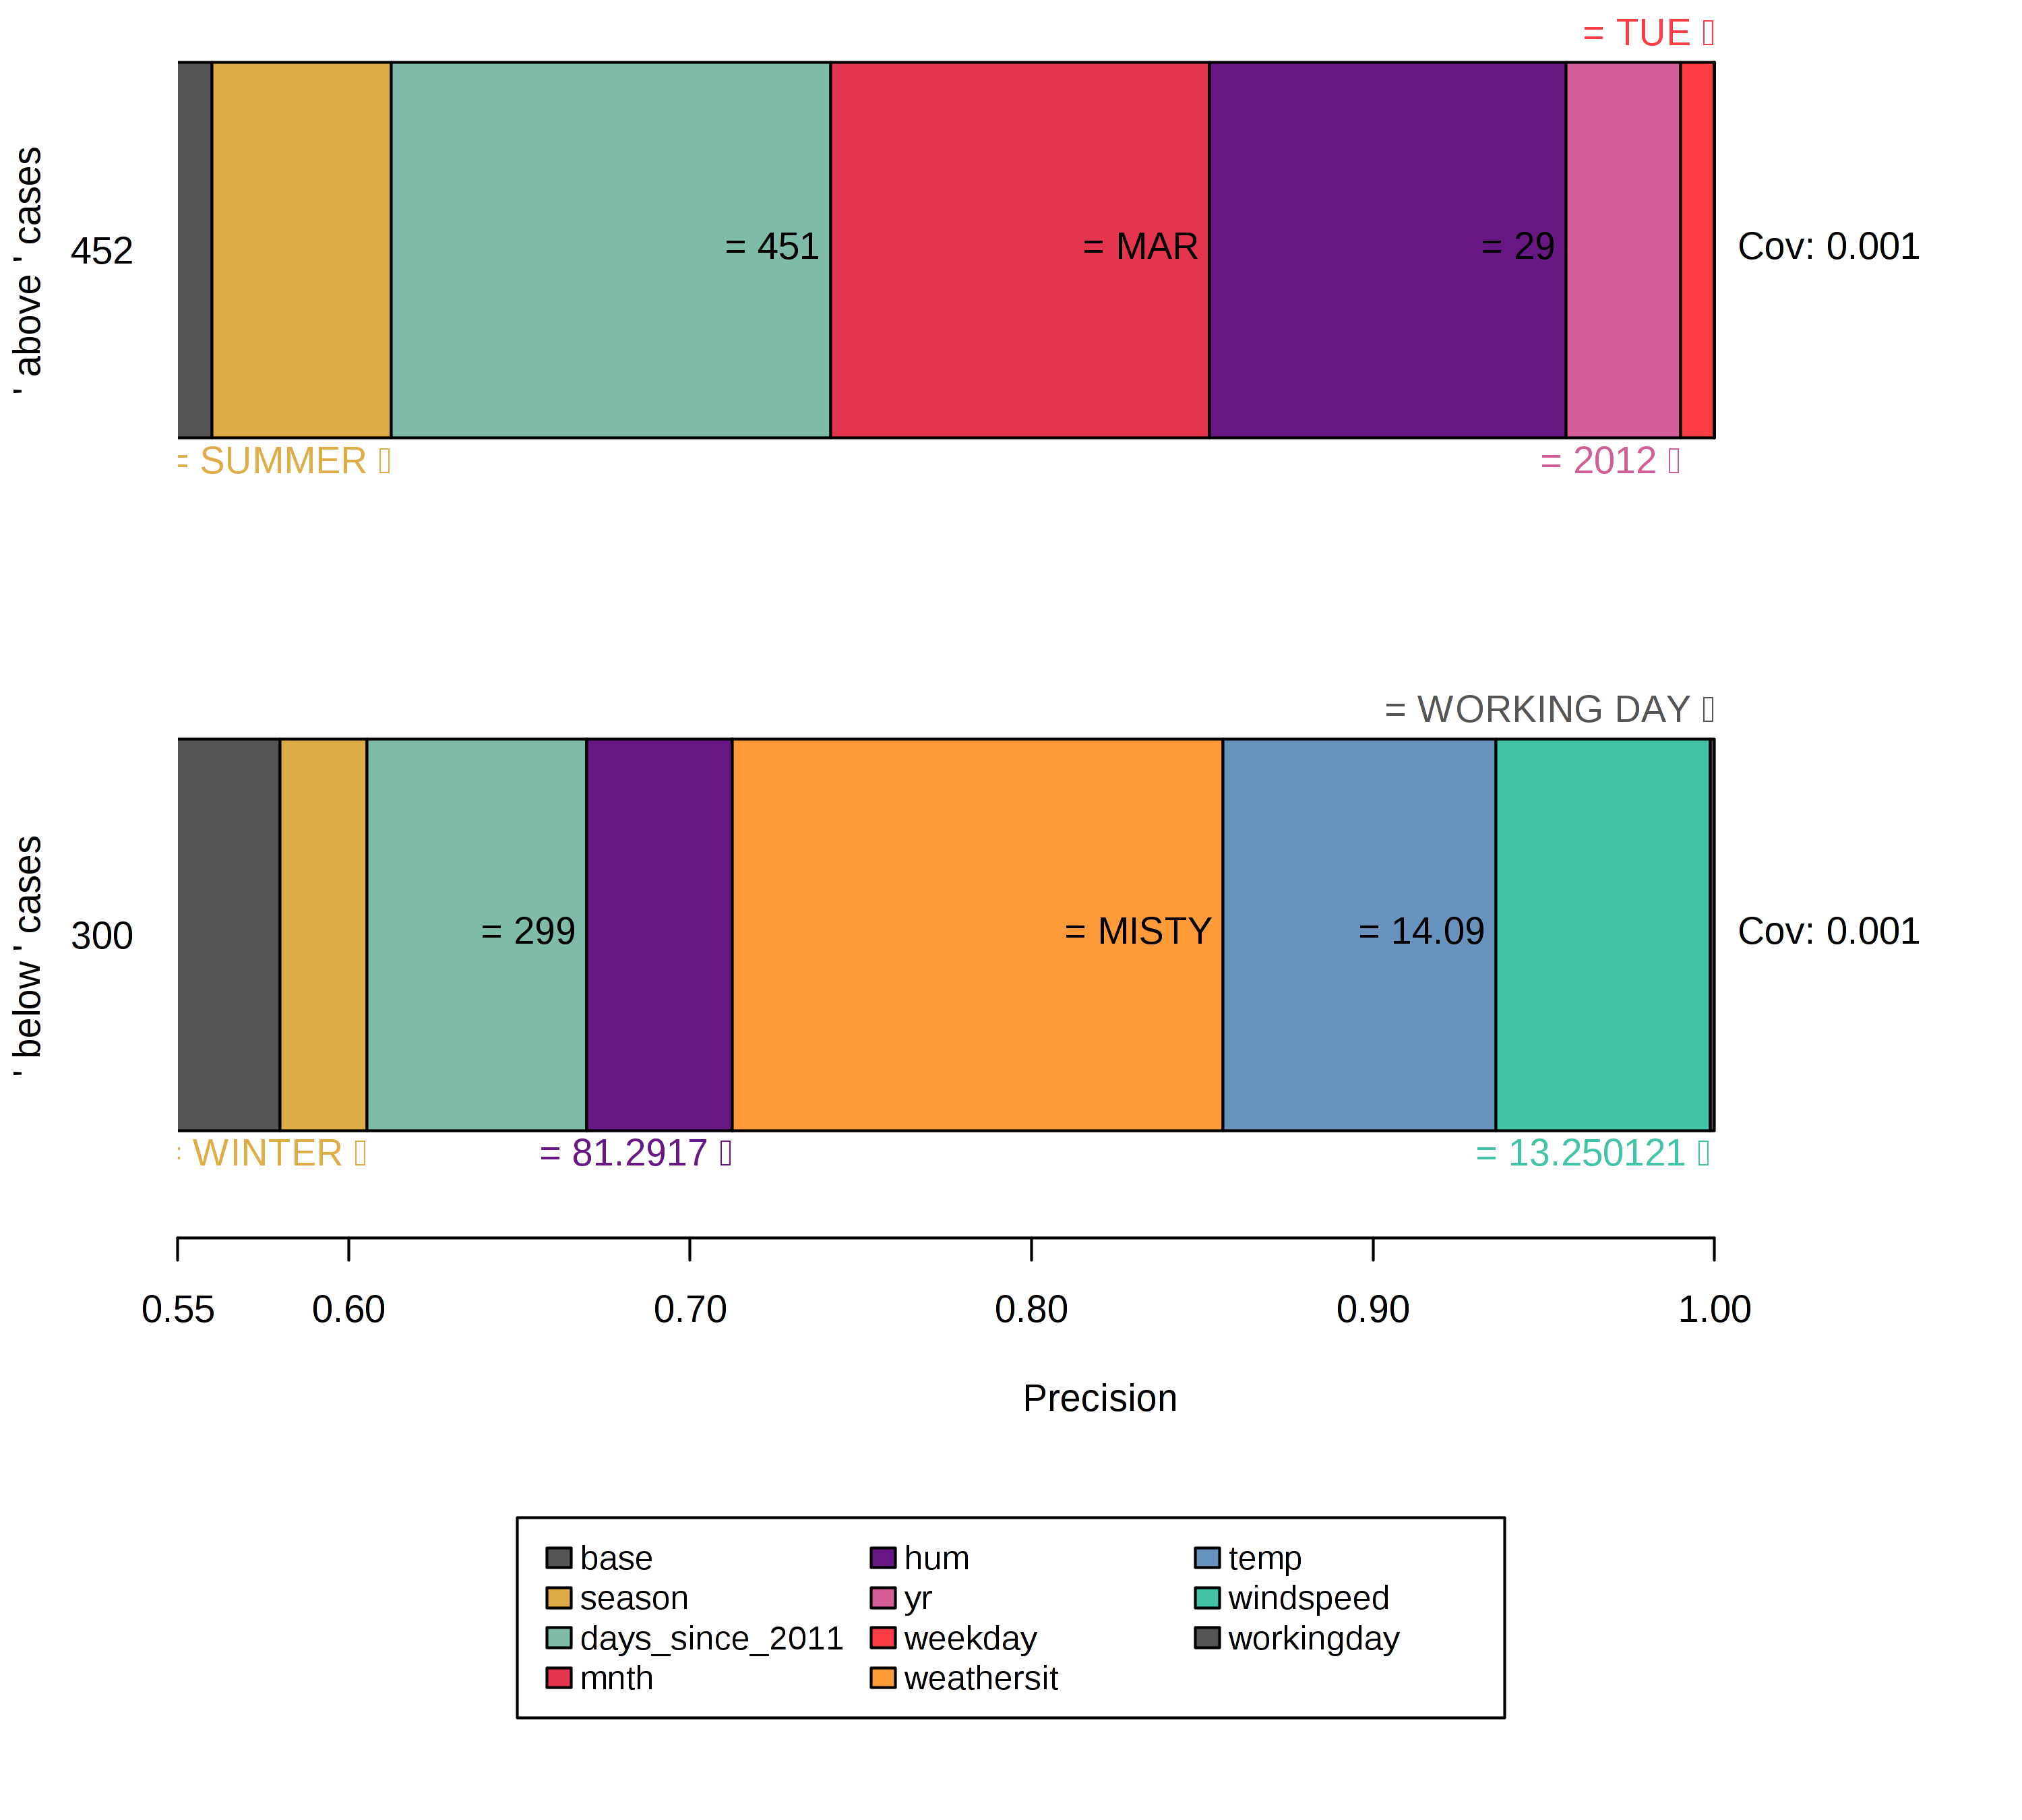 = TUE
' above ' cases
452
= 451
= MAR
= 29
Cov: 0.001
= SUMMER
= 2012
= WORKING DAY
' below ' cases
300
= 299
= MISTY
= 14.09
Cov: 0.001
= WINTER
= 81.2917
= 13.250121
0.55
0.60
0.70
0.80
0.90
1.00
Precision
base
season
days_since_2011
mnth
hum
yr
weekday
weathersit
temp
windspeed
workingday